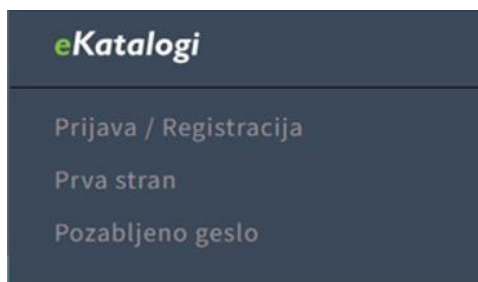 eKatalogi
Prijava / Registracija
Prva stran
Pozabljeno geslo